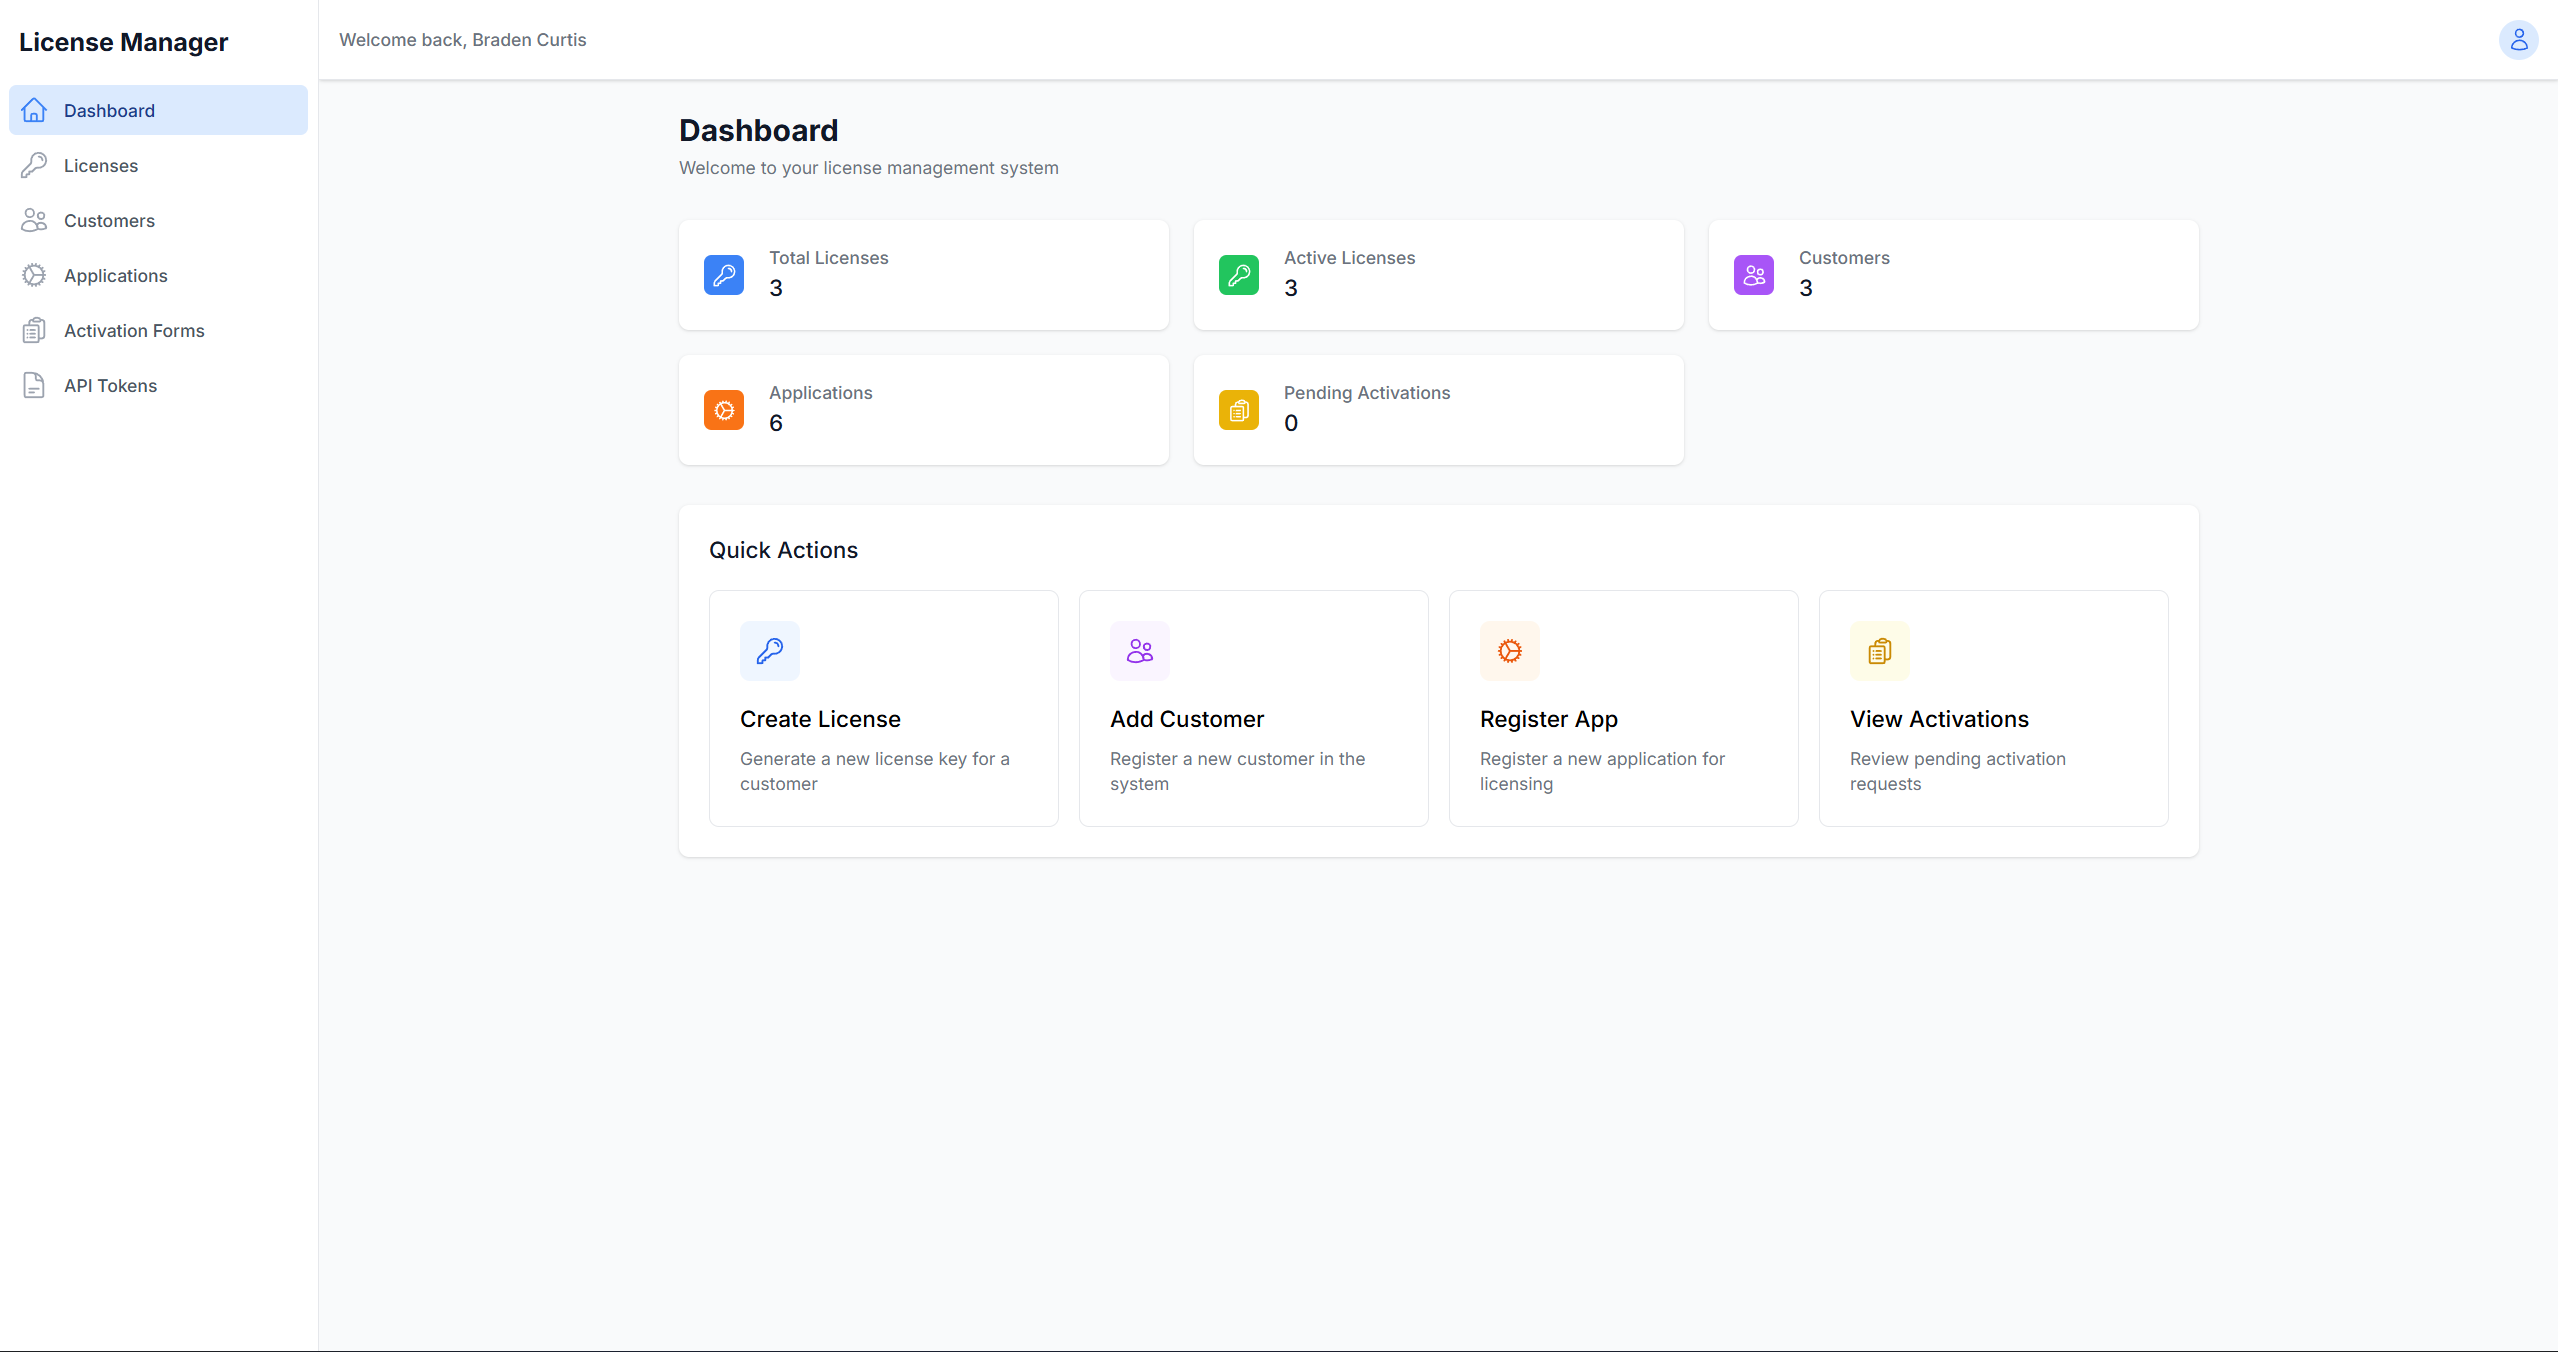 License Manager
Welcome back, Braden Curtis
Dashboard
Licenses
Customers
Applications
Activation Forms
API Tokens
Dashboard
Welcome to your license management system
Total Licenses
3
Active Licenses
3
Customers
3
Applications
6
Pending Activations
0
Quick Actions
Create License
Generate a new license key for a
customer
Add Customer
Register a new customer in the
system
Register App
Register a new application for
licensing
View Activations
Review pending activation
requests